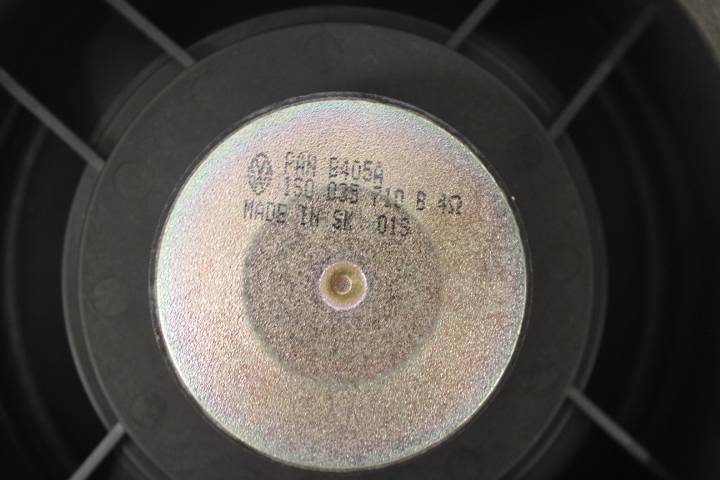 PAN B405A
1S0 035 710 B 4Ω
MADE IN SK 013